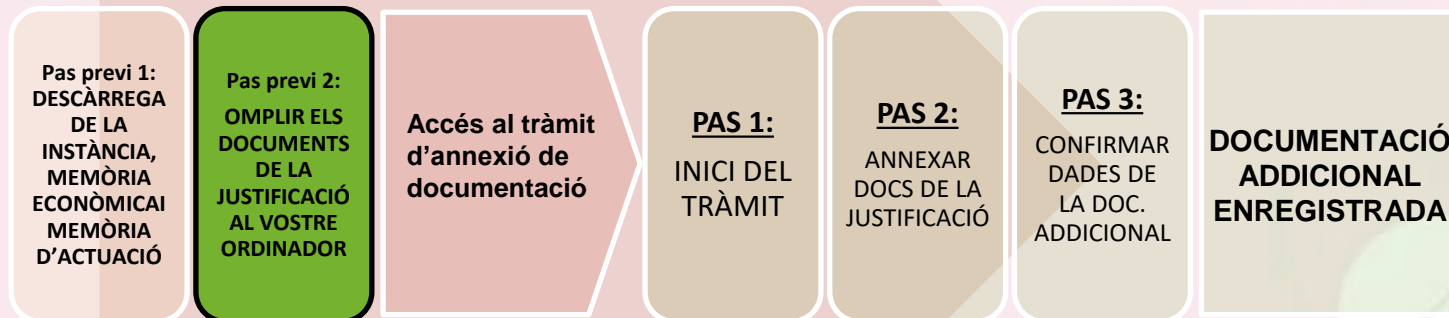 Pas previ 1:
DESCÀRREGA
DE LA
INSTÀNCIA,
MEMÒRIA
ECONÒMICAI
MEMÒRIA
D’ACTUACIÓ
Pas previ 2:
OMPLIR ELS
DOCUMENTS
DE LA
JUSTIFICACIÓ
AL VOSTRE
ORDINADOR
Accés al tràmit
d’annexió de
documentació
PAS 1:
INICI DEL
TRÀMIT
PAS 2:
ANNEXAR
DOCS DE LA
JUSTIFICACIÓ
PAS 3:
CONFIRMAR
DADES DE
LA DOC.
ADDICIONAL
DOCUMENTACIÓ
ADDICIONAL
ENREGISTRADA